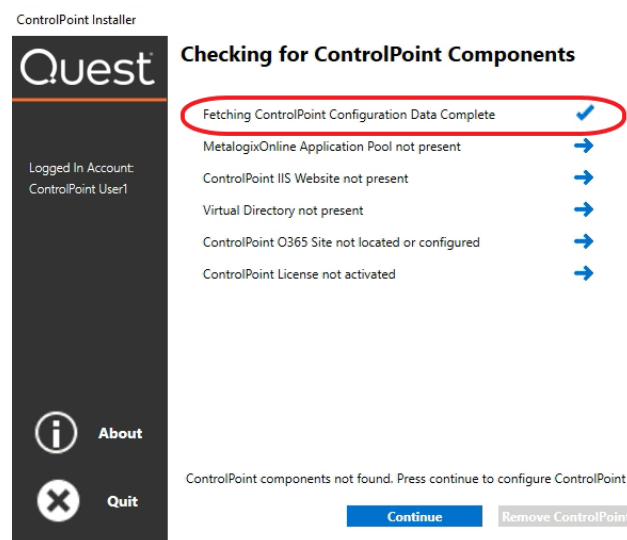 ControlPoint Installer
Quest
Checking for ControlPoint Components
Fetching ControlPoint Configuration Data Complete
MetalogixOnline Application Pool not present
Logged In Account:
ControlPoint User1
ControlPoint IIS Website not present
Virtual Directory not present
ControlPoint O365 Site not located or configured
ControlPoint License not activated
About
ControlPoint components not found. Press continue to configure ControlPoint
Quit
Continue
Remove ControlPoint